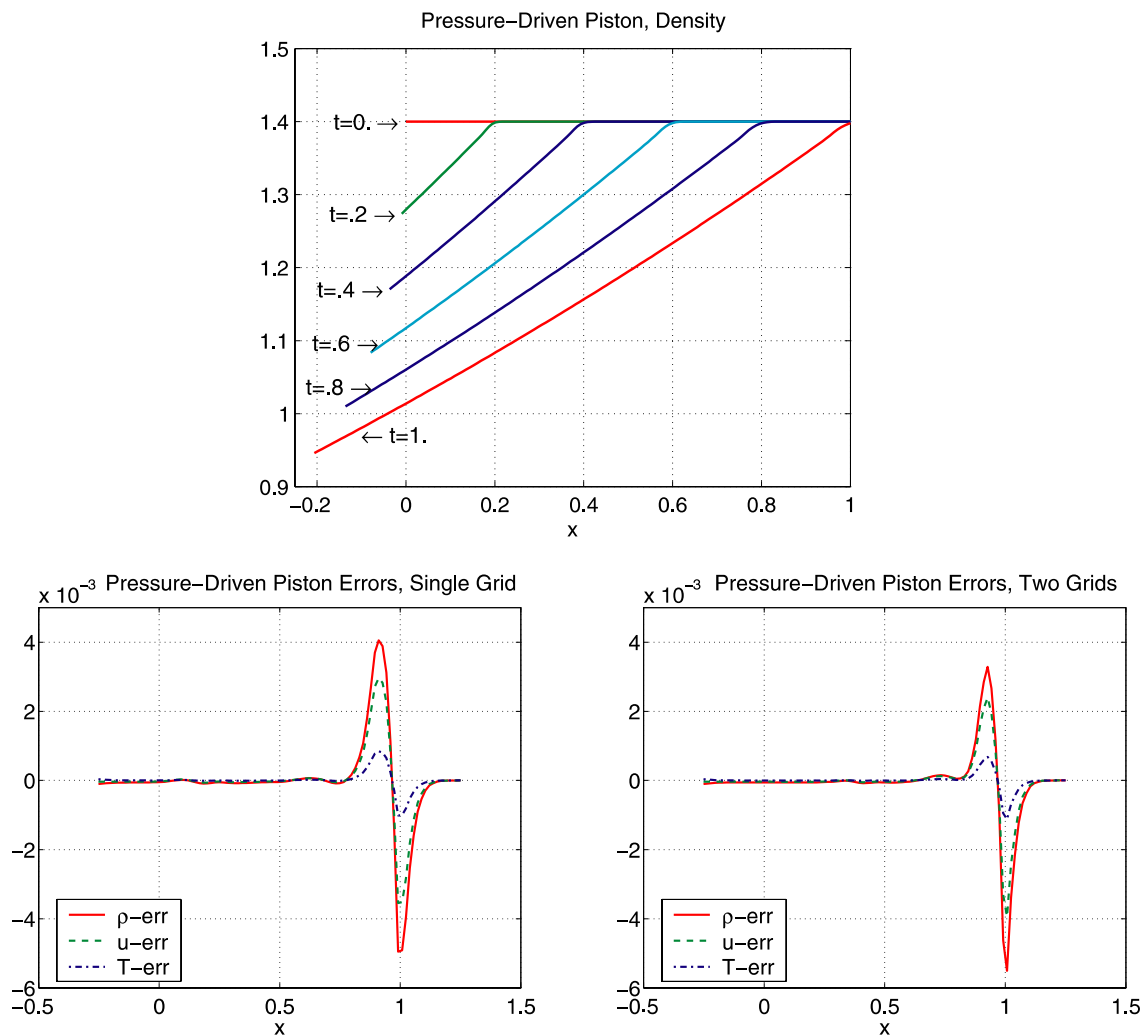 Pressure−Driven Piston, Density
1.5
1.4
1.3
1.2
1.1
1
0.9
t=0. →
t=.2 →
t=.4 →
t=.6 →
t=.8 →
← t=1.
−0.2 0 0.2 0.4 0.6 0.8 1
x
x 10⁻³ Pressure−Driven Piston Errors, Single Grid
4
2
0
−2
−4
−6
ρ−err
u−err
T−err
−0.5 0 0.5 1 1.5
x
x 10⁻³ Pressure−Driven Piston Errors, Two Grids
4
2
0
−2
−4
−6
ρ−err
u−err
T−err
−0.5 0 0.5 1 1.5
x